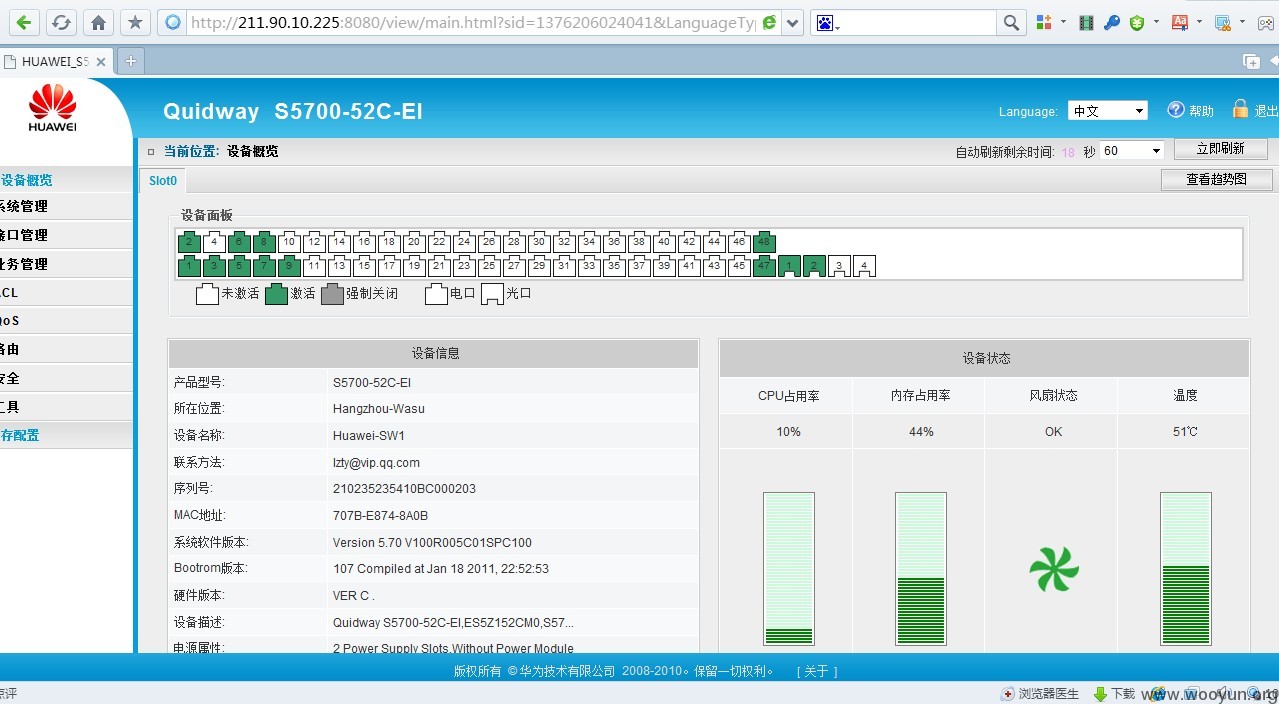 http://211.90.10.225:8080/view/main.html?sid=1376206024041&LanguageTy
HUAWEI_S5
HUAWEI
Quidway S5700-52C-EI
Language: 中文 帮助 退出
当前位置: 设备概览
自动刷新剩余时间: 18 秒 60 立即刷新
Slot0
查看趋势图
设备概览
系统管理
接口管理
业务管理
CL
QoS
路由
安全
工具
存配置
设备面板
2 4 6 8 10 12 14 16 18 20 22 24 26 28 30 32 34 36 38 40 42 44 46 48
1 3 5 7 9 11 13 15 17 19 21 23 25 27 29 31 33 35 37 39 41 43 45 47 1 2 3 4
未激活 激活 强制关闭 电口 光口
设备信息
产品型号: S5700-52C-EI
所在位置: Hangzhou-Wasu
设备名称: Huawei-SW1
联系方法: lzty@vip.qq.com
序列号: 210235235410BC000203
MAC地址: 707B-E874-8A0B
系统软件版本: Version 5.70 V100R005C01SPC100
Bootrom版本: 107 Compiled at Jan 18 2011, 22:52:53
硬件版本: VER C .
设备描述: Quidway S5700-52C-EI,ES5Z152CM0,S57...
电源属性: 2 Power Supply Slots,Without Power Module
设备状态
CPU占用率 内存占用率 风扇状态 温度
10% 44% OK 51℃
版权所有 ©华为技术有限公司 2008-2010。保留一切权利。 [ 关于 ]
点评
浏览器医生 下载
www.wooyun.org